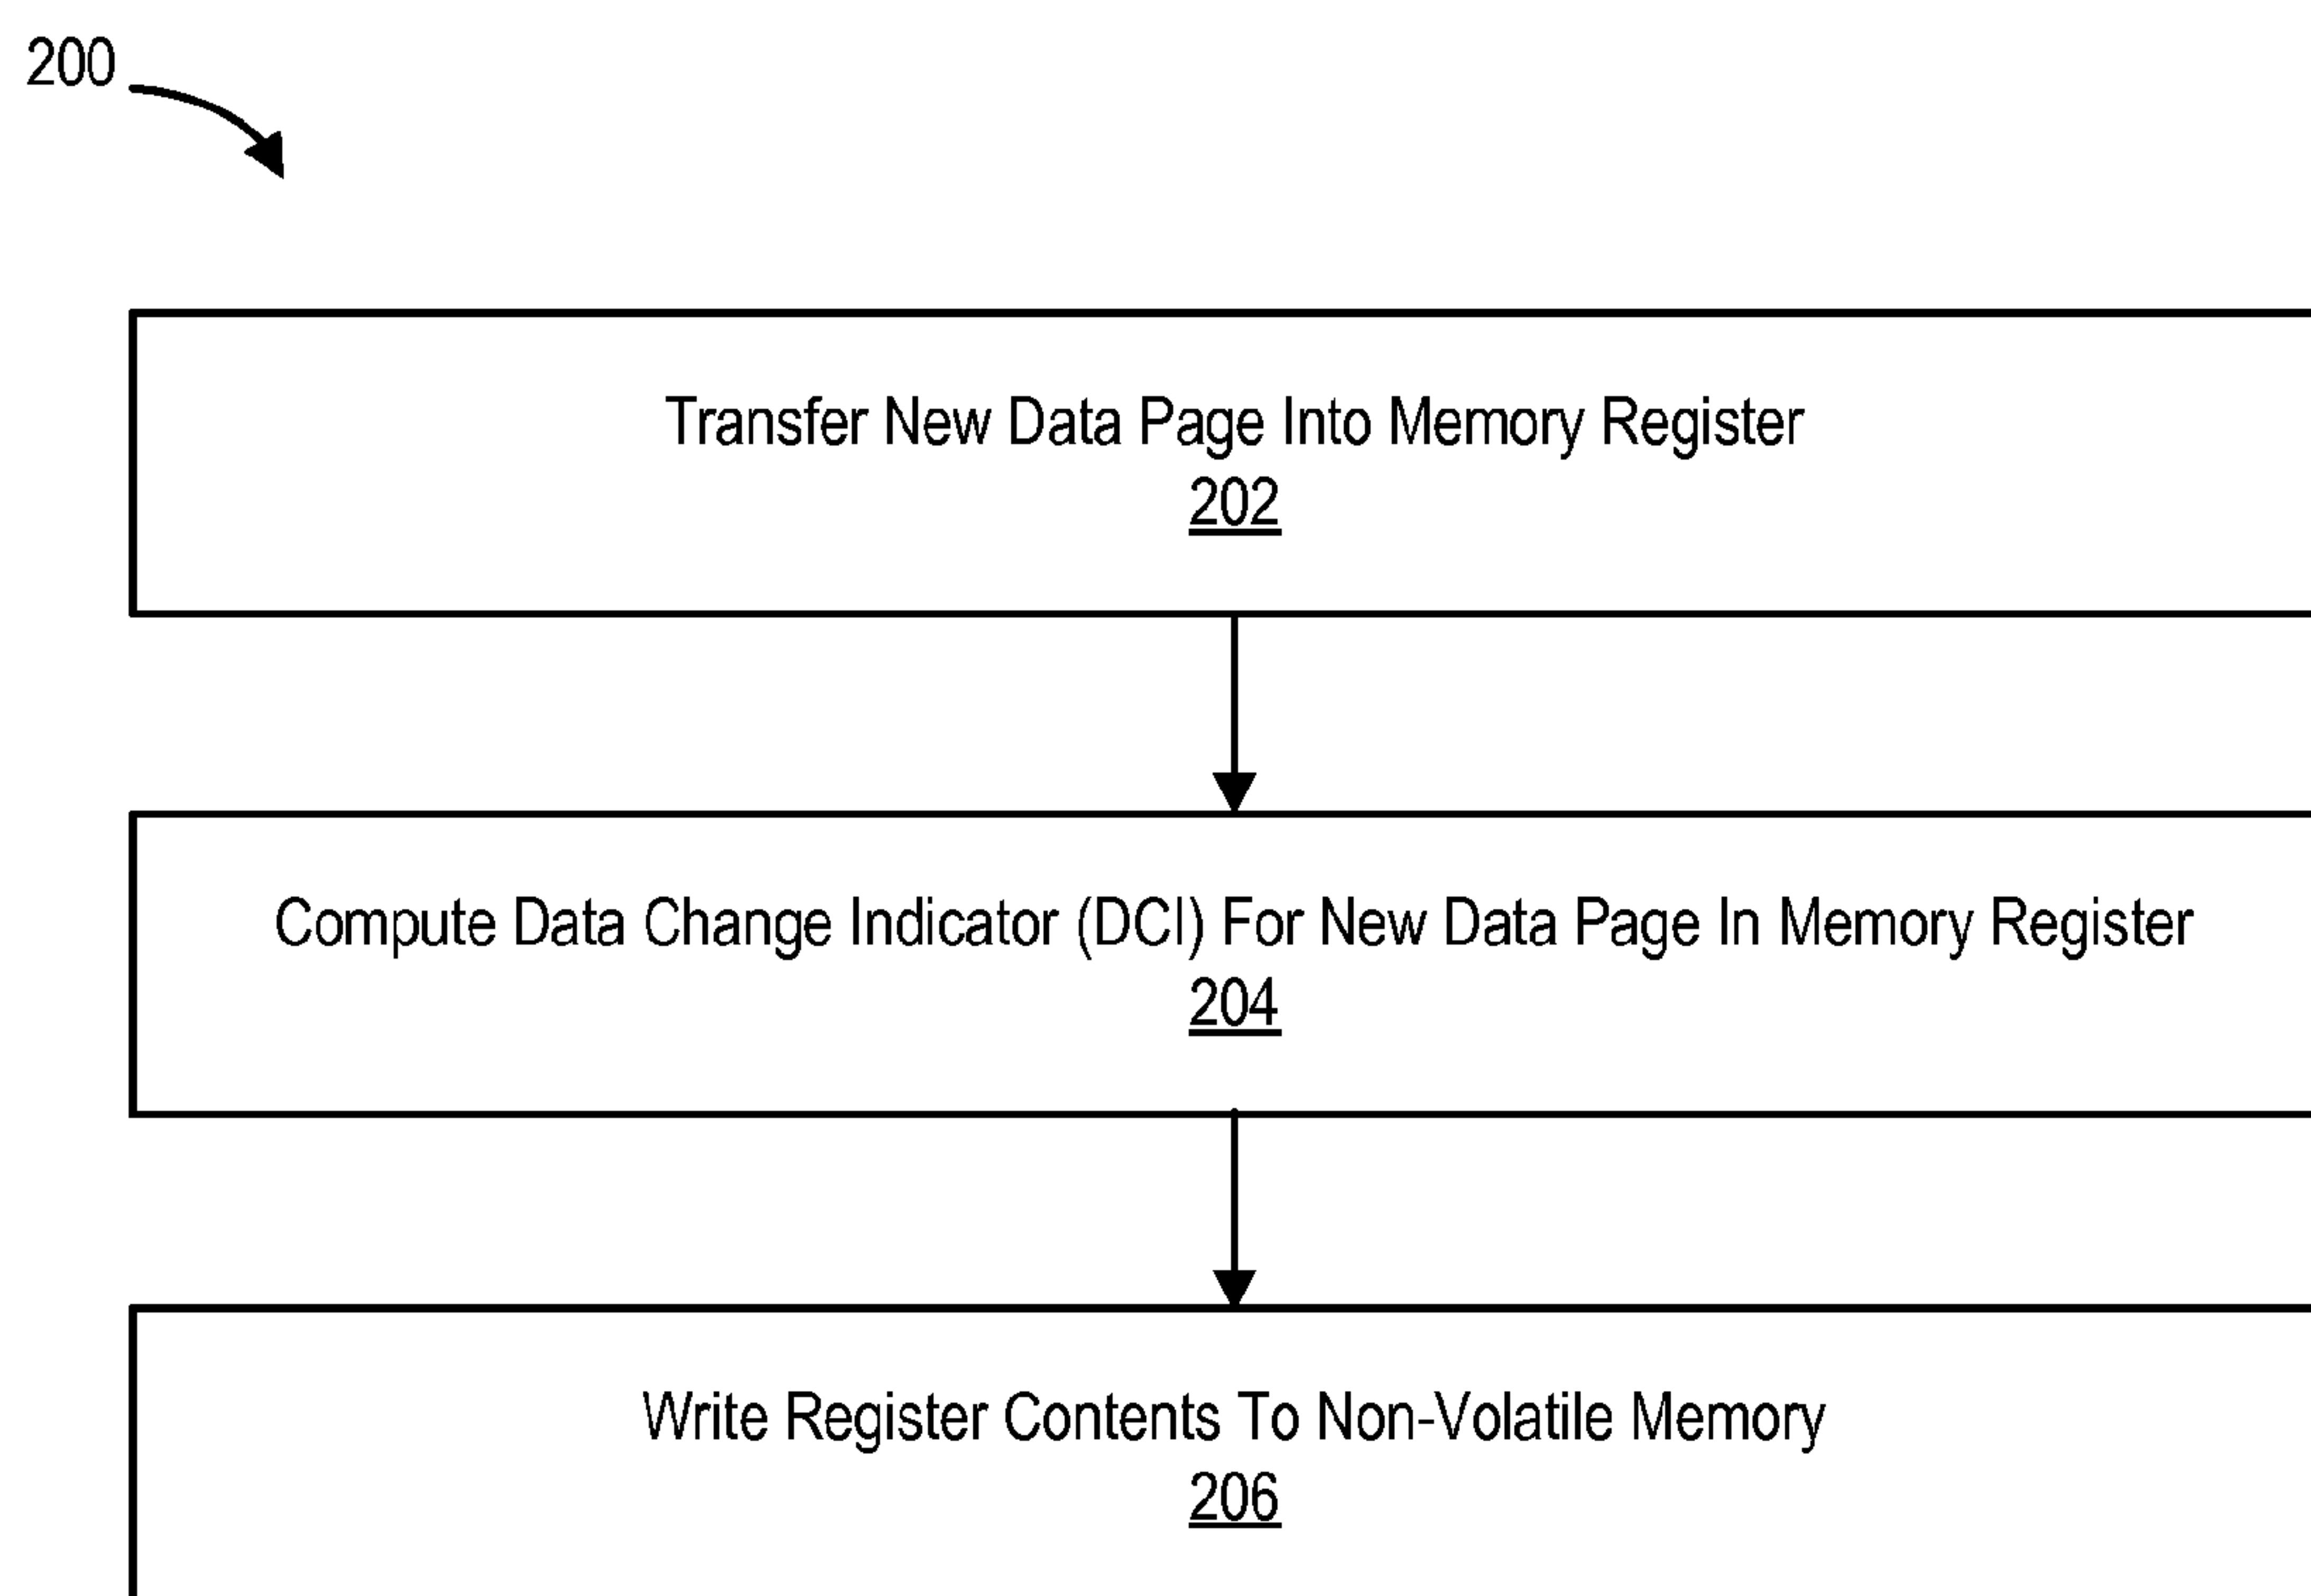 200
Transfer New Data Page Into Memory Register
202
Compute Data Change Indicator (DCI) For New Data Page In Memory Register
204
Write Register Contents To Non-Volatile Memory
206